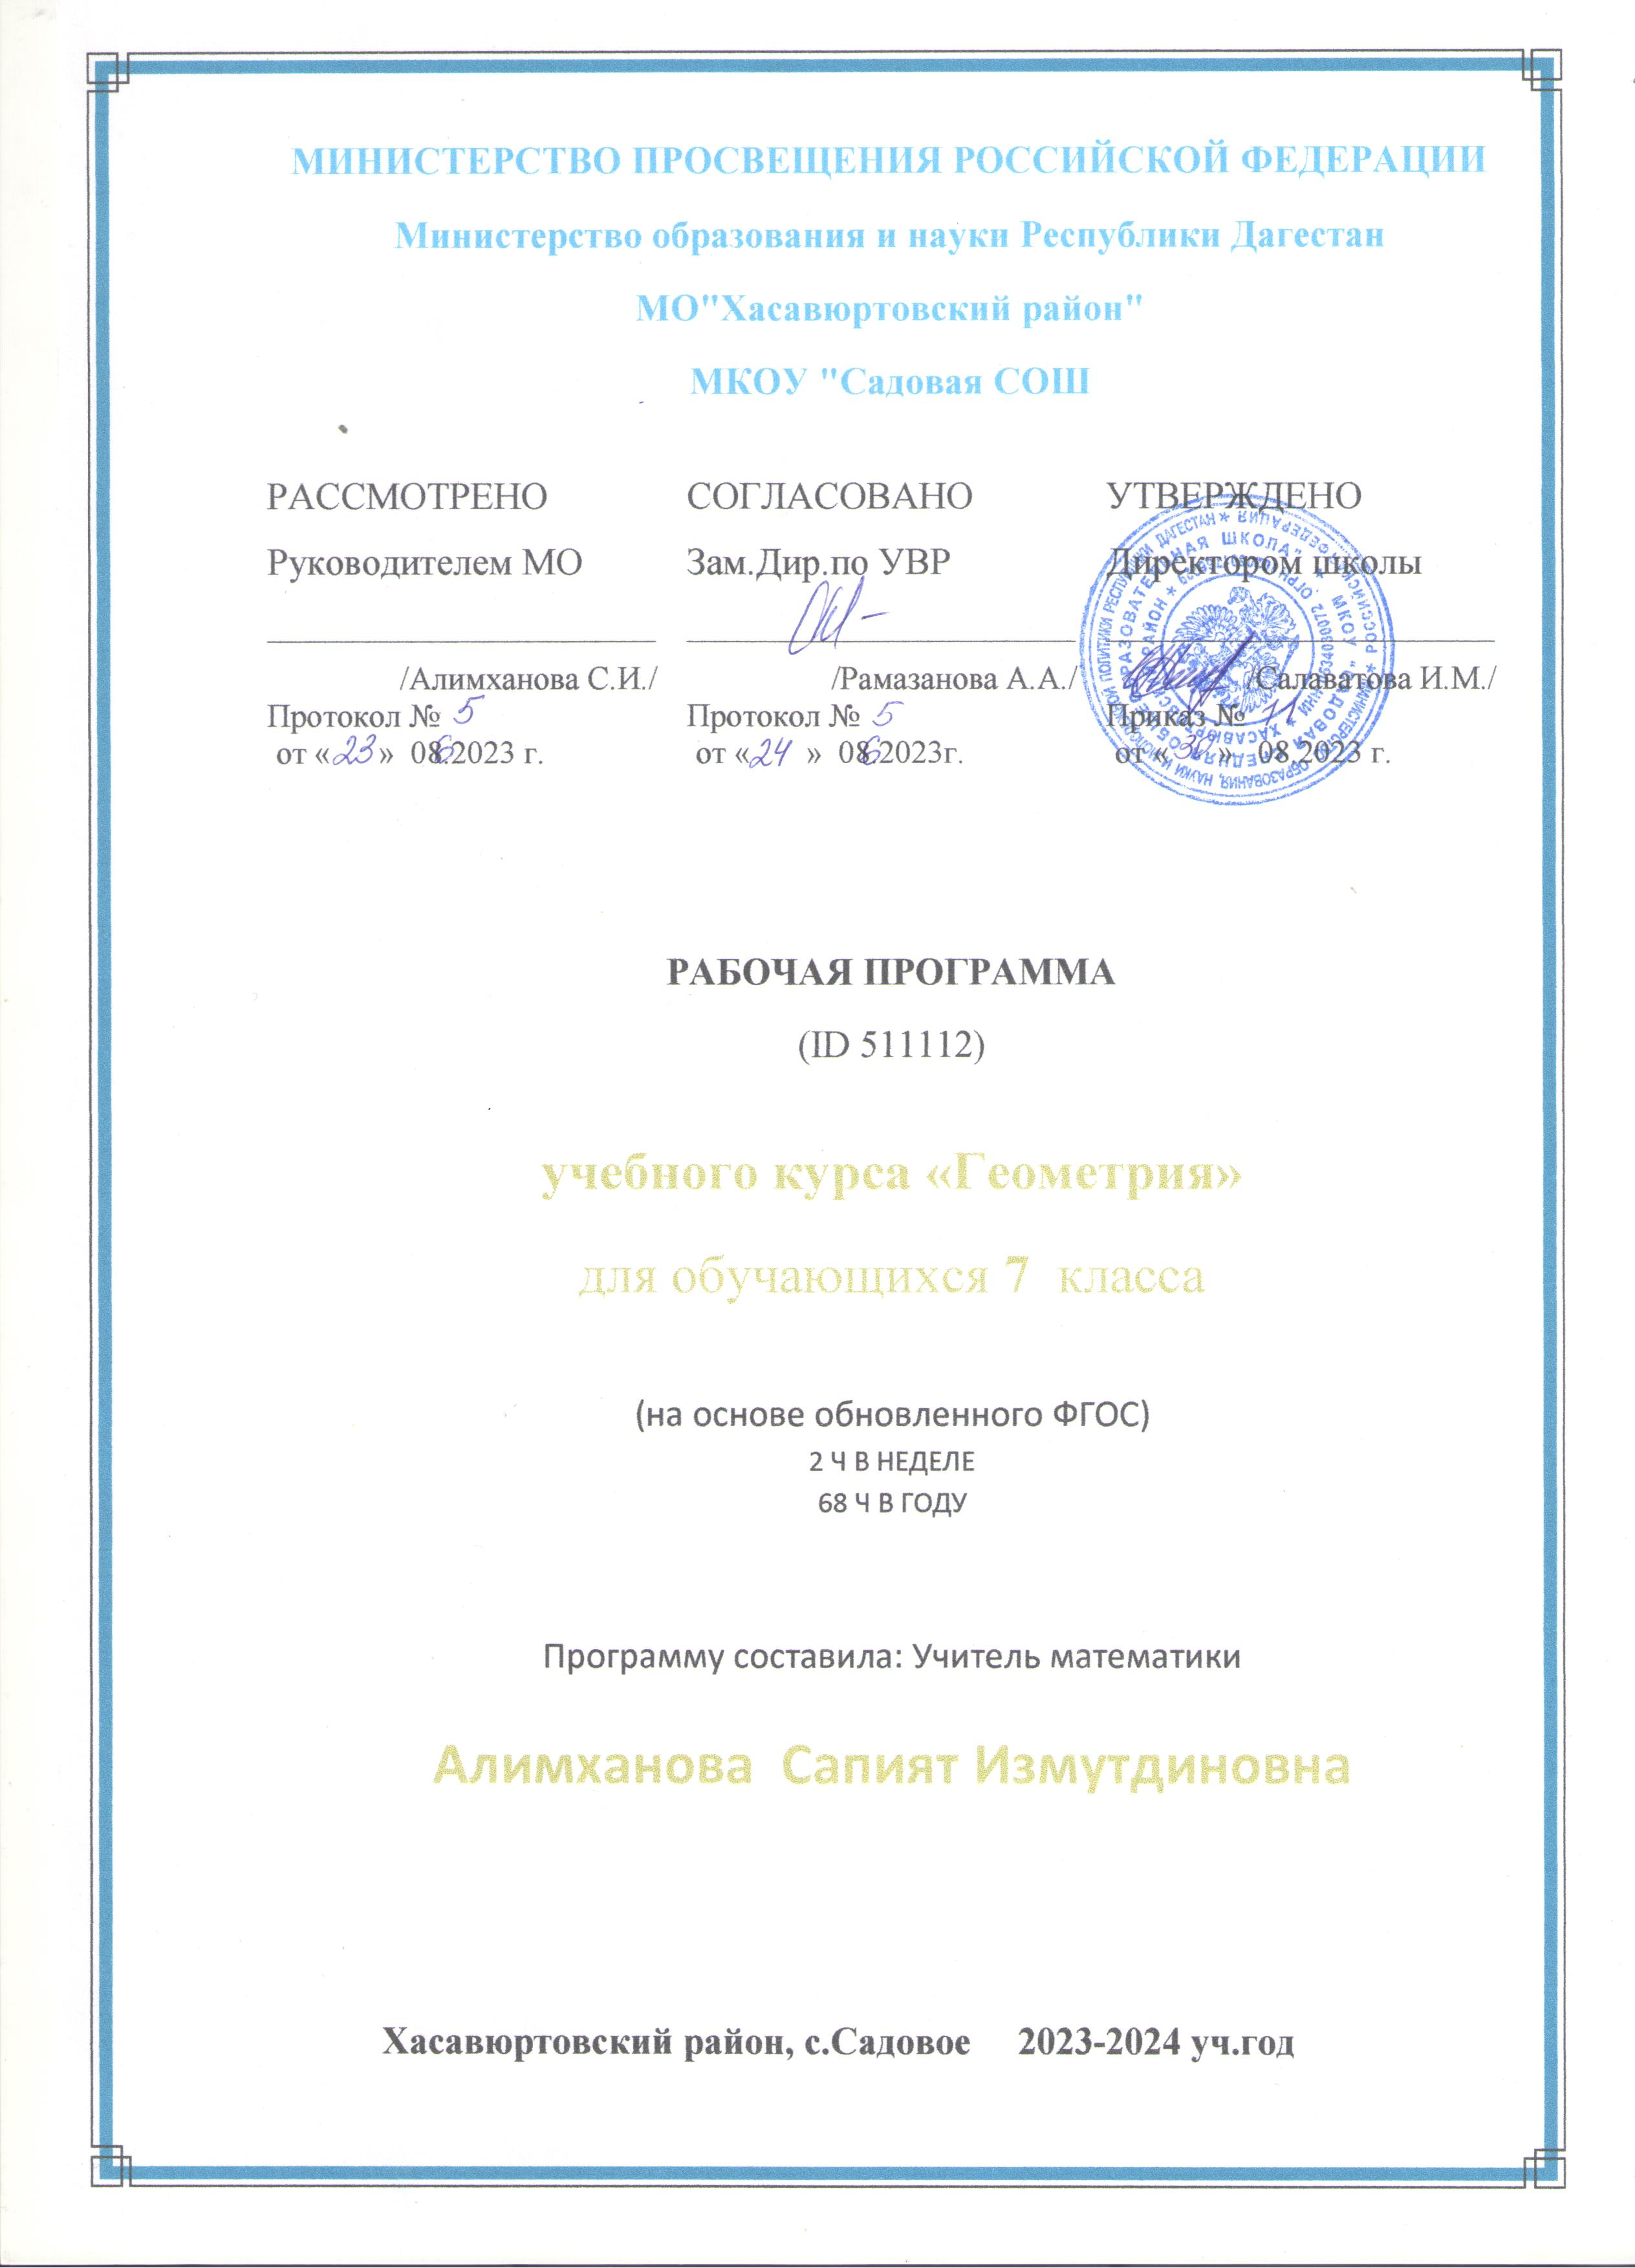 МИНИСТЕРСТВО ПРОСВЕЩЕНИЯ РОССИЙСКОЙ ФЕДЕРАЦИИ
Министерство образования и науки Республики Дагестан
МО"Хасавюртовский район"
МКОУ "Садовая СОШ
РАССМОТРЕНО
Руководителем МО
/Алимханова С.И./
Протокол № 5
от «23» 08.2023 г.
СОГЛАСОВАНО
Зам.Дир.по УВР
/Рамазанова А.А./
Протокол № 5
от «24 » 08.2023г.
УТВЕРЖДЕНО
Директором школы
/Салаватова И.М./
Приказ № 71
от «30 » 08.2023 г.
РАБОЧАЯ ПРОГРАММА
(ID 511112)
учебного курса «Геометрия»
для обучающихся 7 класса
(на основе обновленного ФГОС)
2 Ч В НЕДЕЛЕ
68 Ч В ГОДУ
Программу составила: Учитель математики
Алимханова Сапият Измутдиновна
Хасавюртовский район, с.Садовое 2023-2024 уч.год